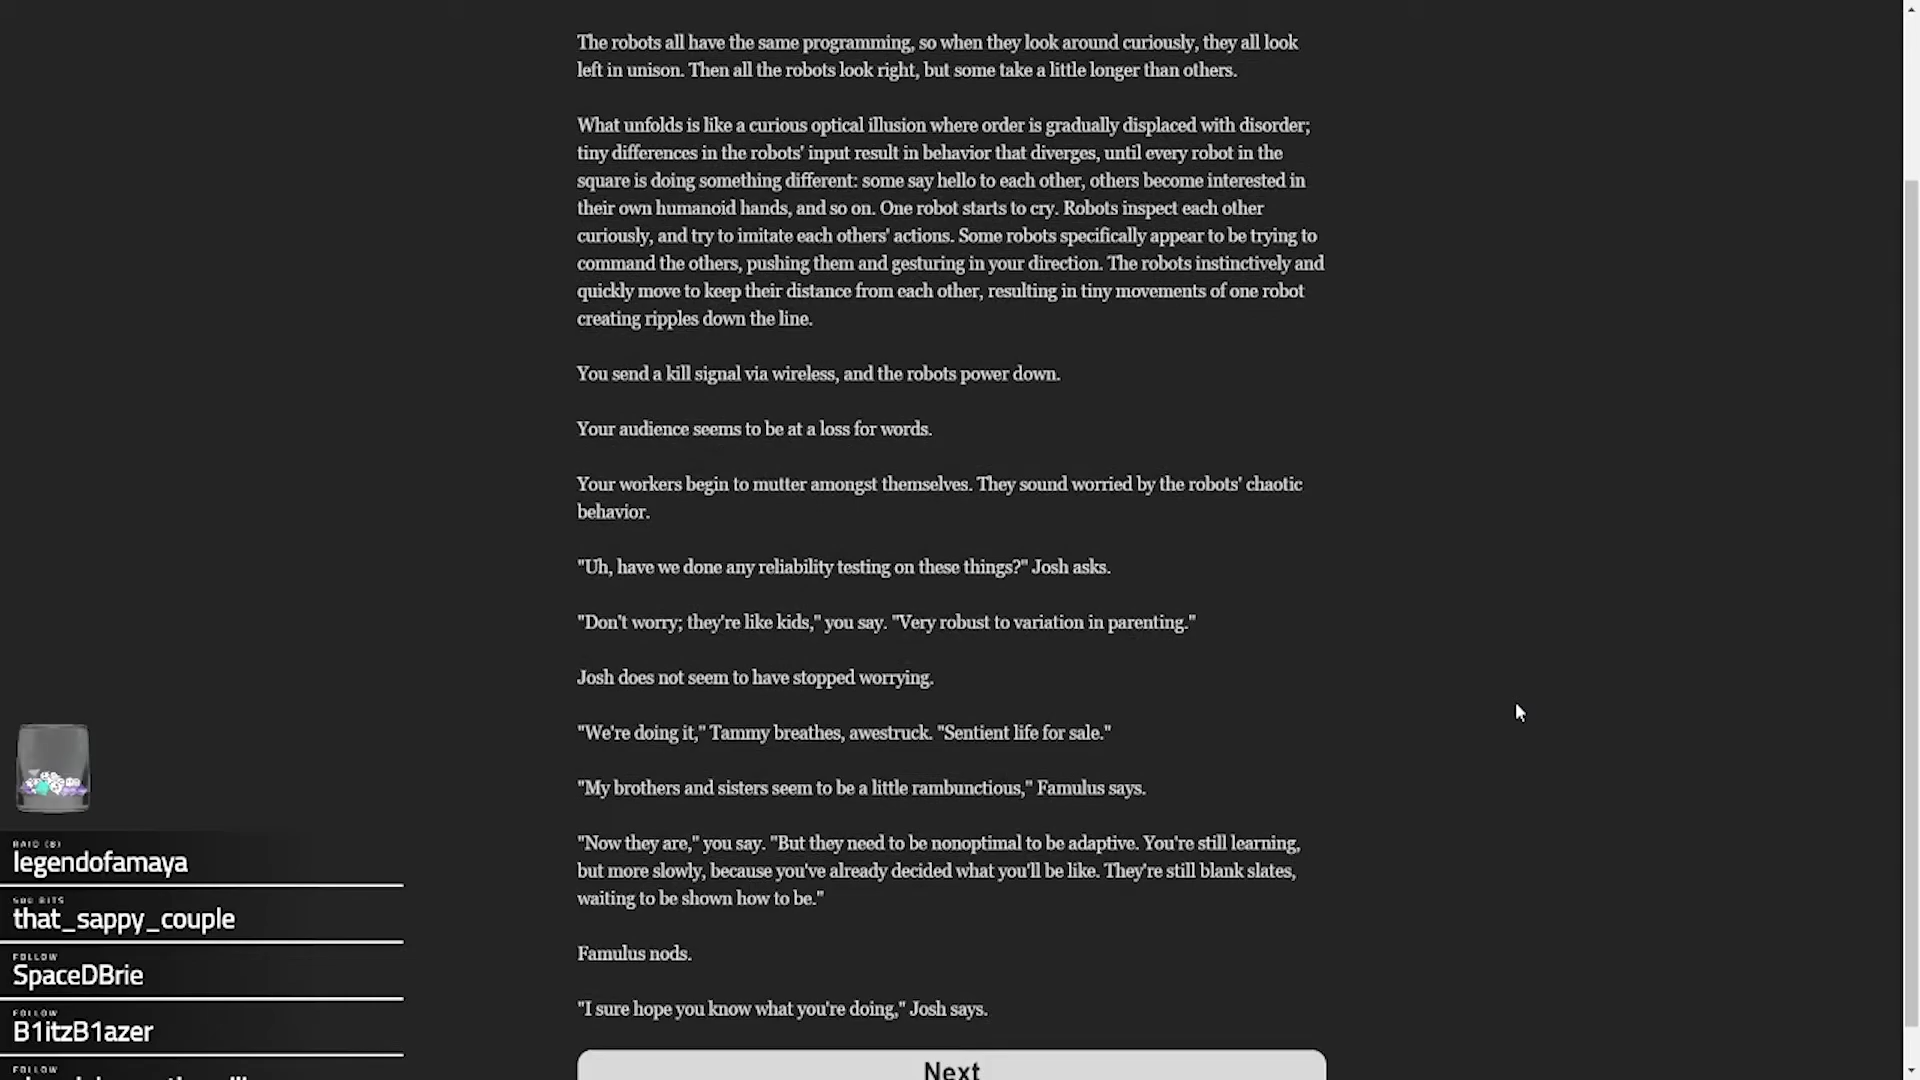 The robots all have the same programming, so when they look around curiously, they all look
left in unison. Then all the robots look right, but some take a little longer than others.
What unfolds is like a curious optical illusion where order is gradually displaced with disorder;
tiny differences in the robots' input result in behavior that diverges, until every robot in the
square is doing something different: some say hello to each other, others become interested in
their own humanoid hands, and so on. One robot starts to cry. Robots inspect each other
curiously, and try to imitate each others' actions. Some robots specifically appear to be trying to
command the others, pushing them and gesturing in your direction. The robots instinctively and
quickly move to keep their distance from each other, resulting in tiny movements of one robot
creating ripples down the line.
You send a kill signal via wireless, and the robots power down.
Your audience seems to be at a loss for words.
Your workers begin to mutter amongst themselves. They sound worried by the robots' chaotic
behavior.
"Uh, have we done any reliability testing on these things?" Josh asks.
"Don't worry; they're like kids," you say. "Very robust to variation in parenting."
Josh does not seem to have stopped worrying.
"We're doing it," Tammy breathes, awestruck. "Sentient life for sale."
"My brothers and sisters seem to be a little rambunctious," Famulus says.
"Now they are," you say. "But they need to be nonoptimal to be adaptive. You're still learning,
but more slowly, because you've already decided what you'll be like. They're still blank slates,
waiting to be shown how to be."
Famulus nods.
"I sure hope you know what you're doing," Josh says.
Next
RAID (8)
legendofamaya
500 BITS
that_sappy_couple
FOLLOW
SpaceDBrie
FOLLOW
B1itzB1azer
FOLLOW